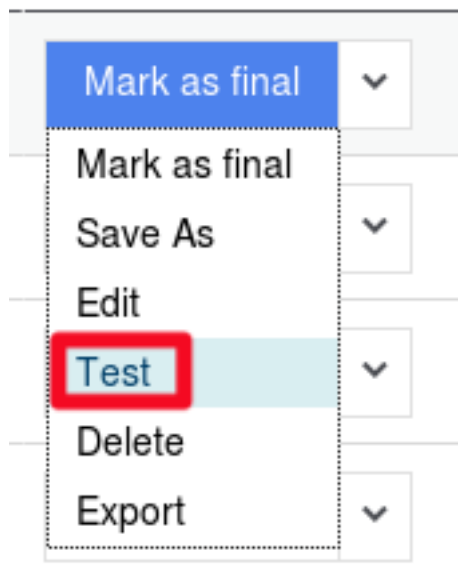 Mark as final
Mark as final
Save As
Edit
Test
Delete
Export